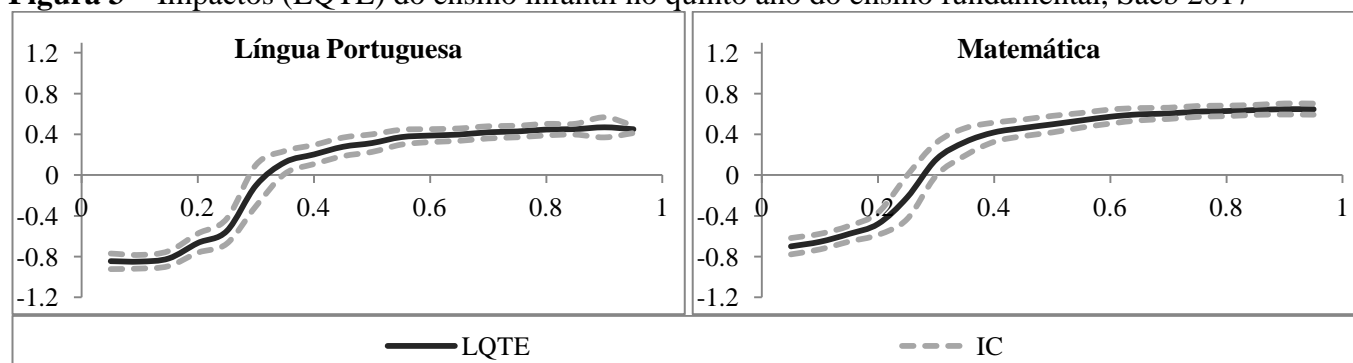 Figura 3 – Impactos (LQTE) do ensino infantil no quinto ano do ensino fundamental, Saeb 2017
Língua Portuguesa
1.2
0.8
0.4
0
-0.4
-0.8
-1.2
0 0.2 0.4 0.6 0.8 1
Matemática
1.2
0.8
0.4
0
-0.4
-0.8
-1.2
0 0.2 0.4 0.6 0.8 1
LQTE IC